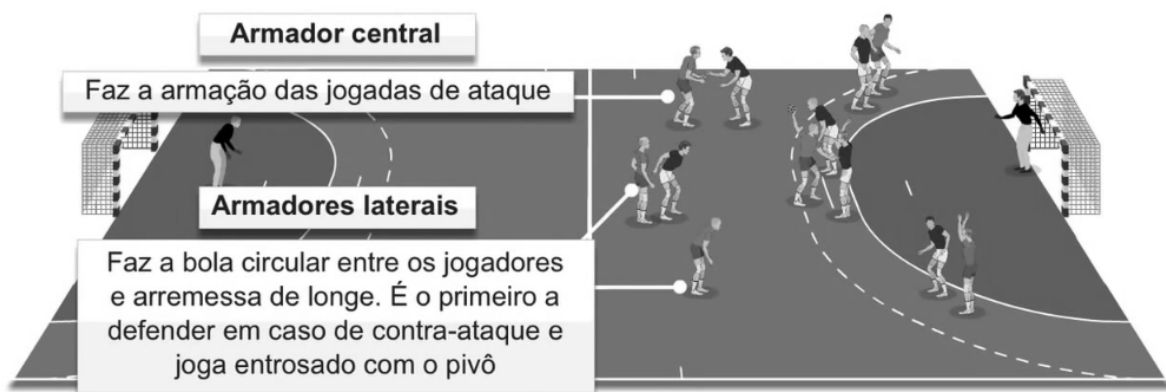 Armador central
Faz a armação das jogadas de ataque
Armadores laterais
Faz a bola circular entre os jogadores
e arremessa de longe. É o primeiro a
defender em caso de contra-ataque e
joga entrosado com o pivô